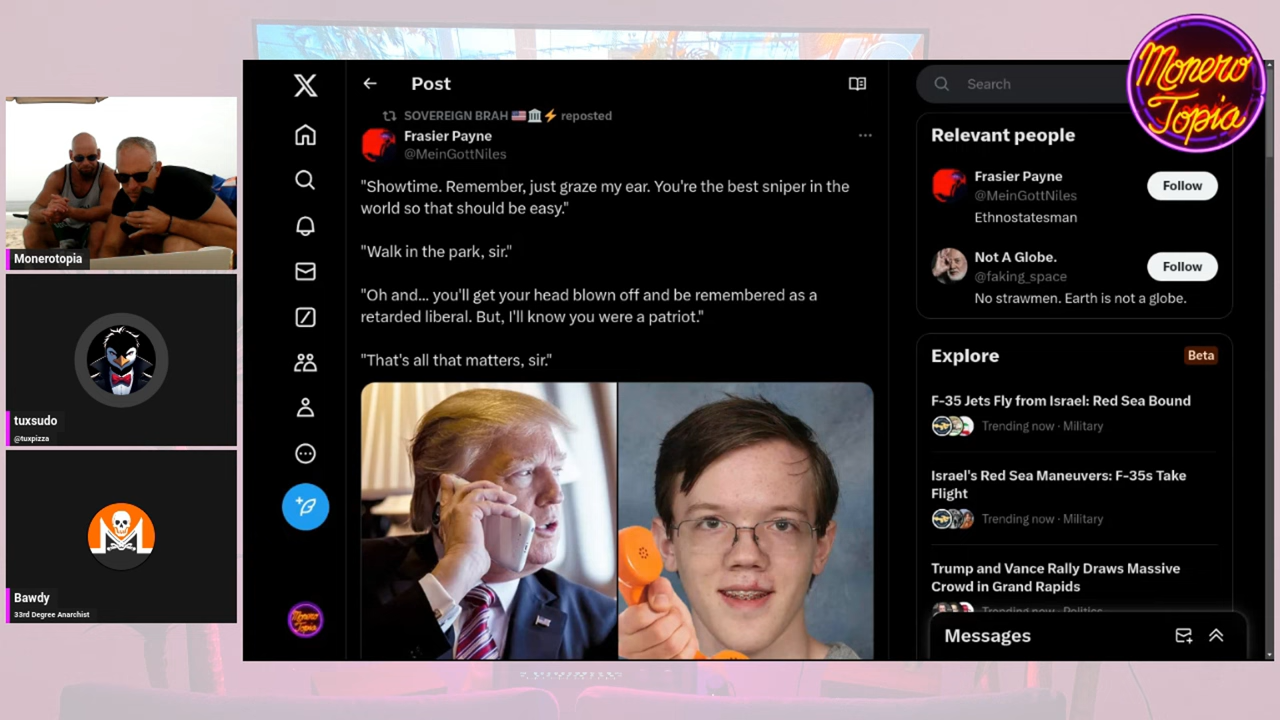 Monero
Topia
Monerotopia
tuxsudo
@tuxpizza
Bawdy
33rd Degree Anarchist
Post
SOVEREIGN BRAH 🇺🇸🏛️⚡ reposted
Frasier Payne
@MeinGottNiles
"Showtime. Remember, just graze my ear. You're the best sniper in the
world so that should be easy."
"Walk in the park, sir."
"Oh and... you'll get your head blown off and be remembered as a
retarded liberal. But, I'll know you were a patriot."
"That's all that matters, sir."
Search
Relevant people
Frasier Payne
@MeinGottNiles
Ethnostatesman
Follow
Not A Globe.
@faking_space
No strawmen. Earth is not a globe.
Follow
Explore
Beta
F-35 Jets Fly from Israel: Red Sea Bound
Trending now · Military
Israel's Red Sea Maneuvers: F-35s Take
Flight
Trending now · Military
Trump and Vance Rally Draws Massive
Crowd in Grand Rapids
Trending now · Politics
Messages
Monero
Topia